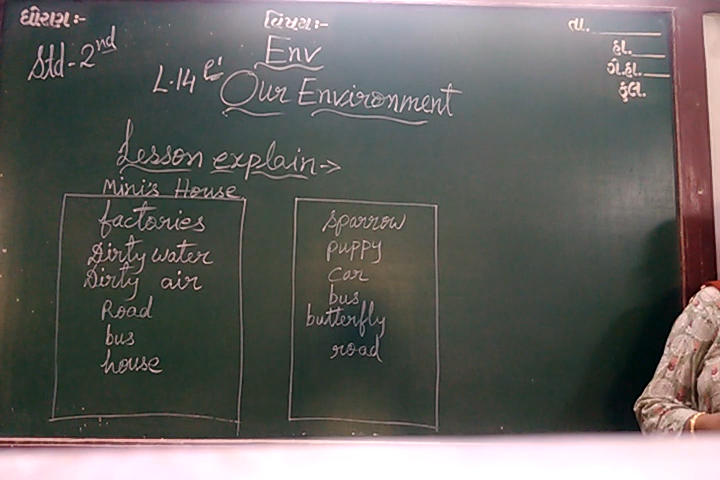 ધોરણ :-
વિષય :-
તા.
Std - 2nd
Env
હા.
ગે.હા.
કુલ.
L.14
Our Environment
Lesson explain →
Mini's House
factories
Dirty water
Dirty air
Road
bus
house
sparrow
puppy
car
bus
butterfly
road